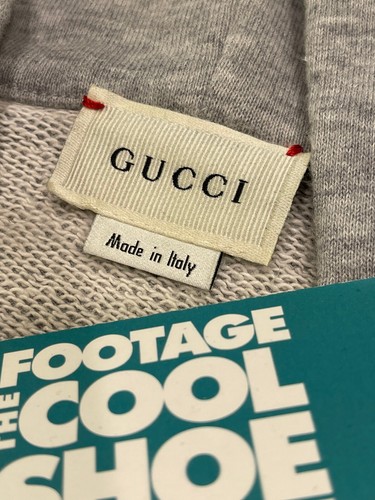 GUCCI
Made in Italy
FOOTAGE
THE COOL
SHOE